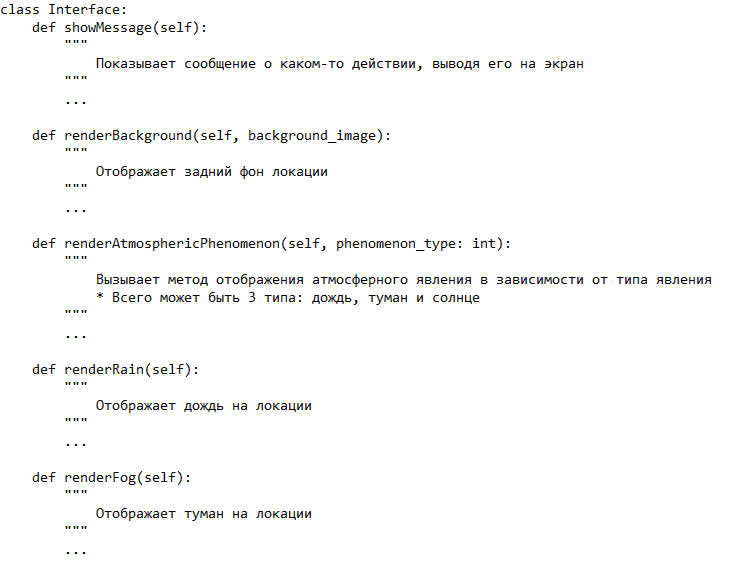 class Interface:
    def showMessage(self):
        """
            Показывает сообщение о каком-то действии, выводя его на экран
        """
        ...

    def renderBackground(self, background_image):
        """
            Отображает задний фон локации
        """
        ...

    def renderAtmosphericPhenomenon(self, phenomenon_type: int):
        """
            Вызывает метод отображения атмосферного явления в зависимости от типа явления
            * Всего может быть 3 типа: дождь, туман и солнце
        """
        ...

    def renderRain(self):
        """
            Отображает дождь на локации
        """
        ...

    def renderFog(self):
        """
            Отображает туман на локации
        """
        ...